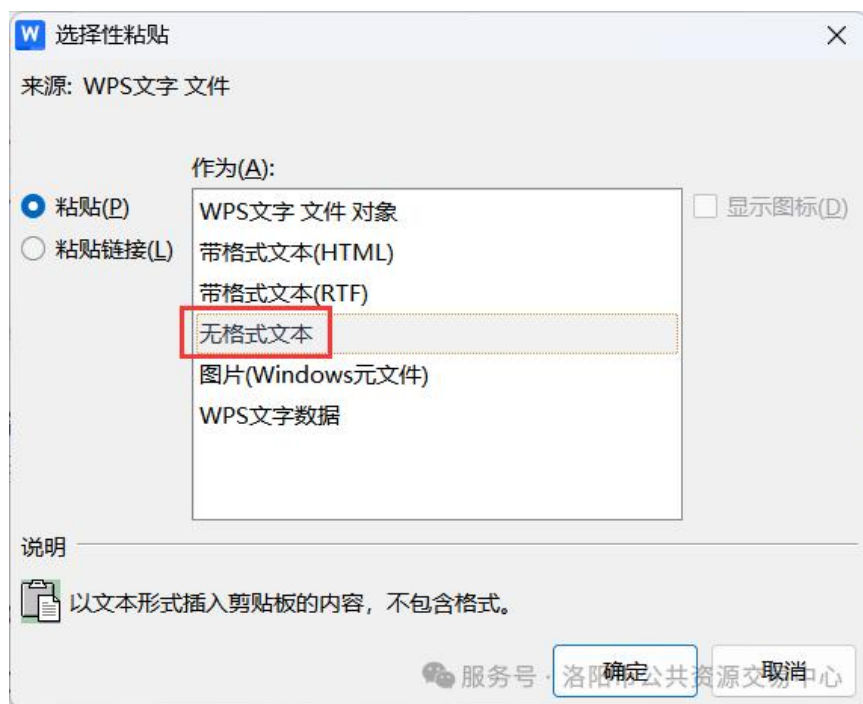 W 选择性粘贴
来源: WPS文字 文件
作为(A):
粘贴(P)
粘贴链接(L)
WPS文字 文件 对象
带格式文本(HTML)
带格式文本(RTF)
无格式文本
图片(Windows元文件)
WPS文字数据
显示图标(D)
说明
以文本形式插入剪贴板的内容，不包含格式。
确定
取消
服务号 · 洛阳市公共资源交易中心